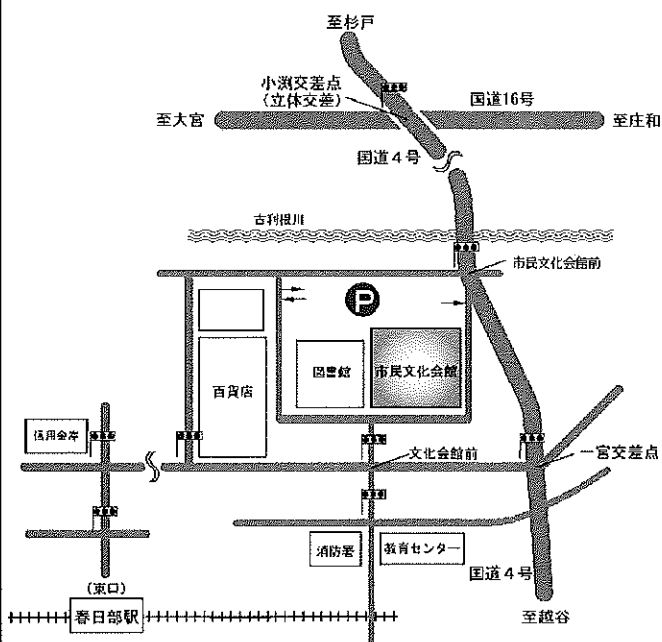 至杉戸
小渕交差点
(立体交差)
国道16号
至大宮
至庄和
国道4号
古利根川
市民文化会館前
P
図書館
市民文化会館
百貨店
信用金庫
文化会館前
一宮交差点
消防署
教育センター
国道4号
(東口)
春日部駅
至越谷